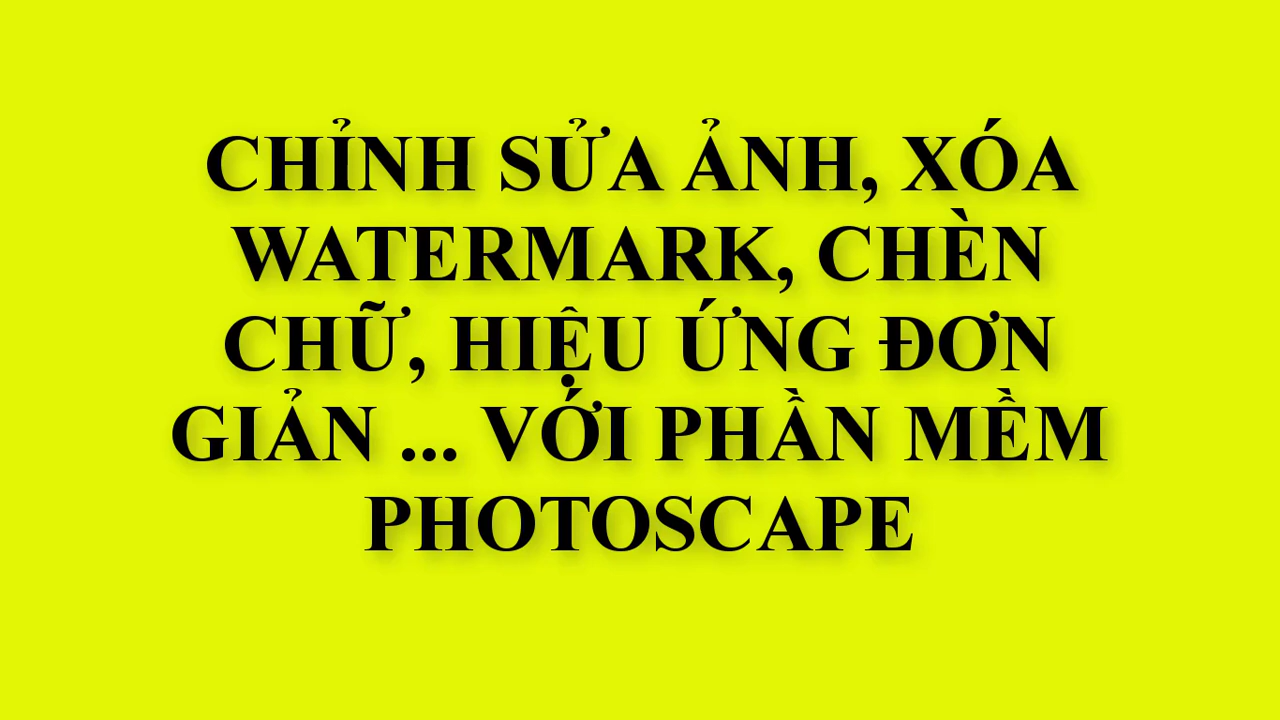 CHỈNH SỬA ẢNH, XÓA
WATERMARK, CHÈN
CHỮ, HIỆU ỨNG ĐƠN
GIẢN ... VỚI PHẦN MỀM
PHOTOSCAPE